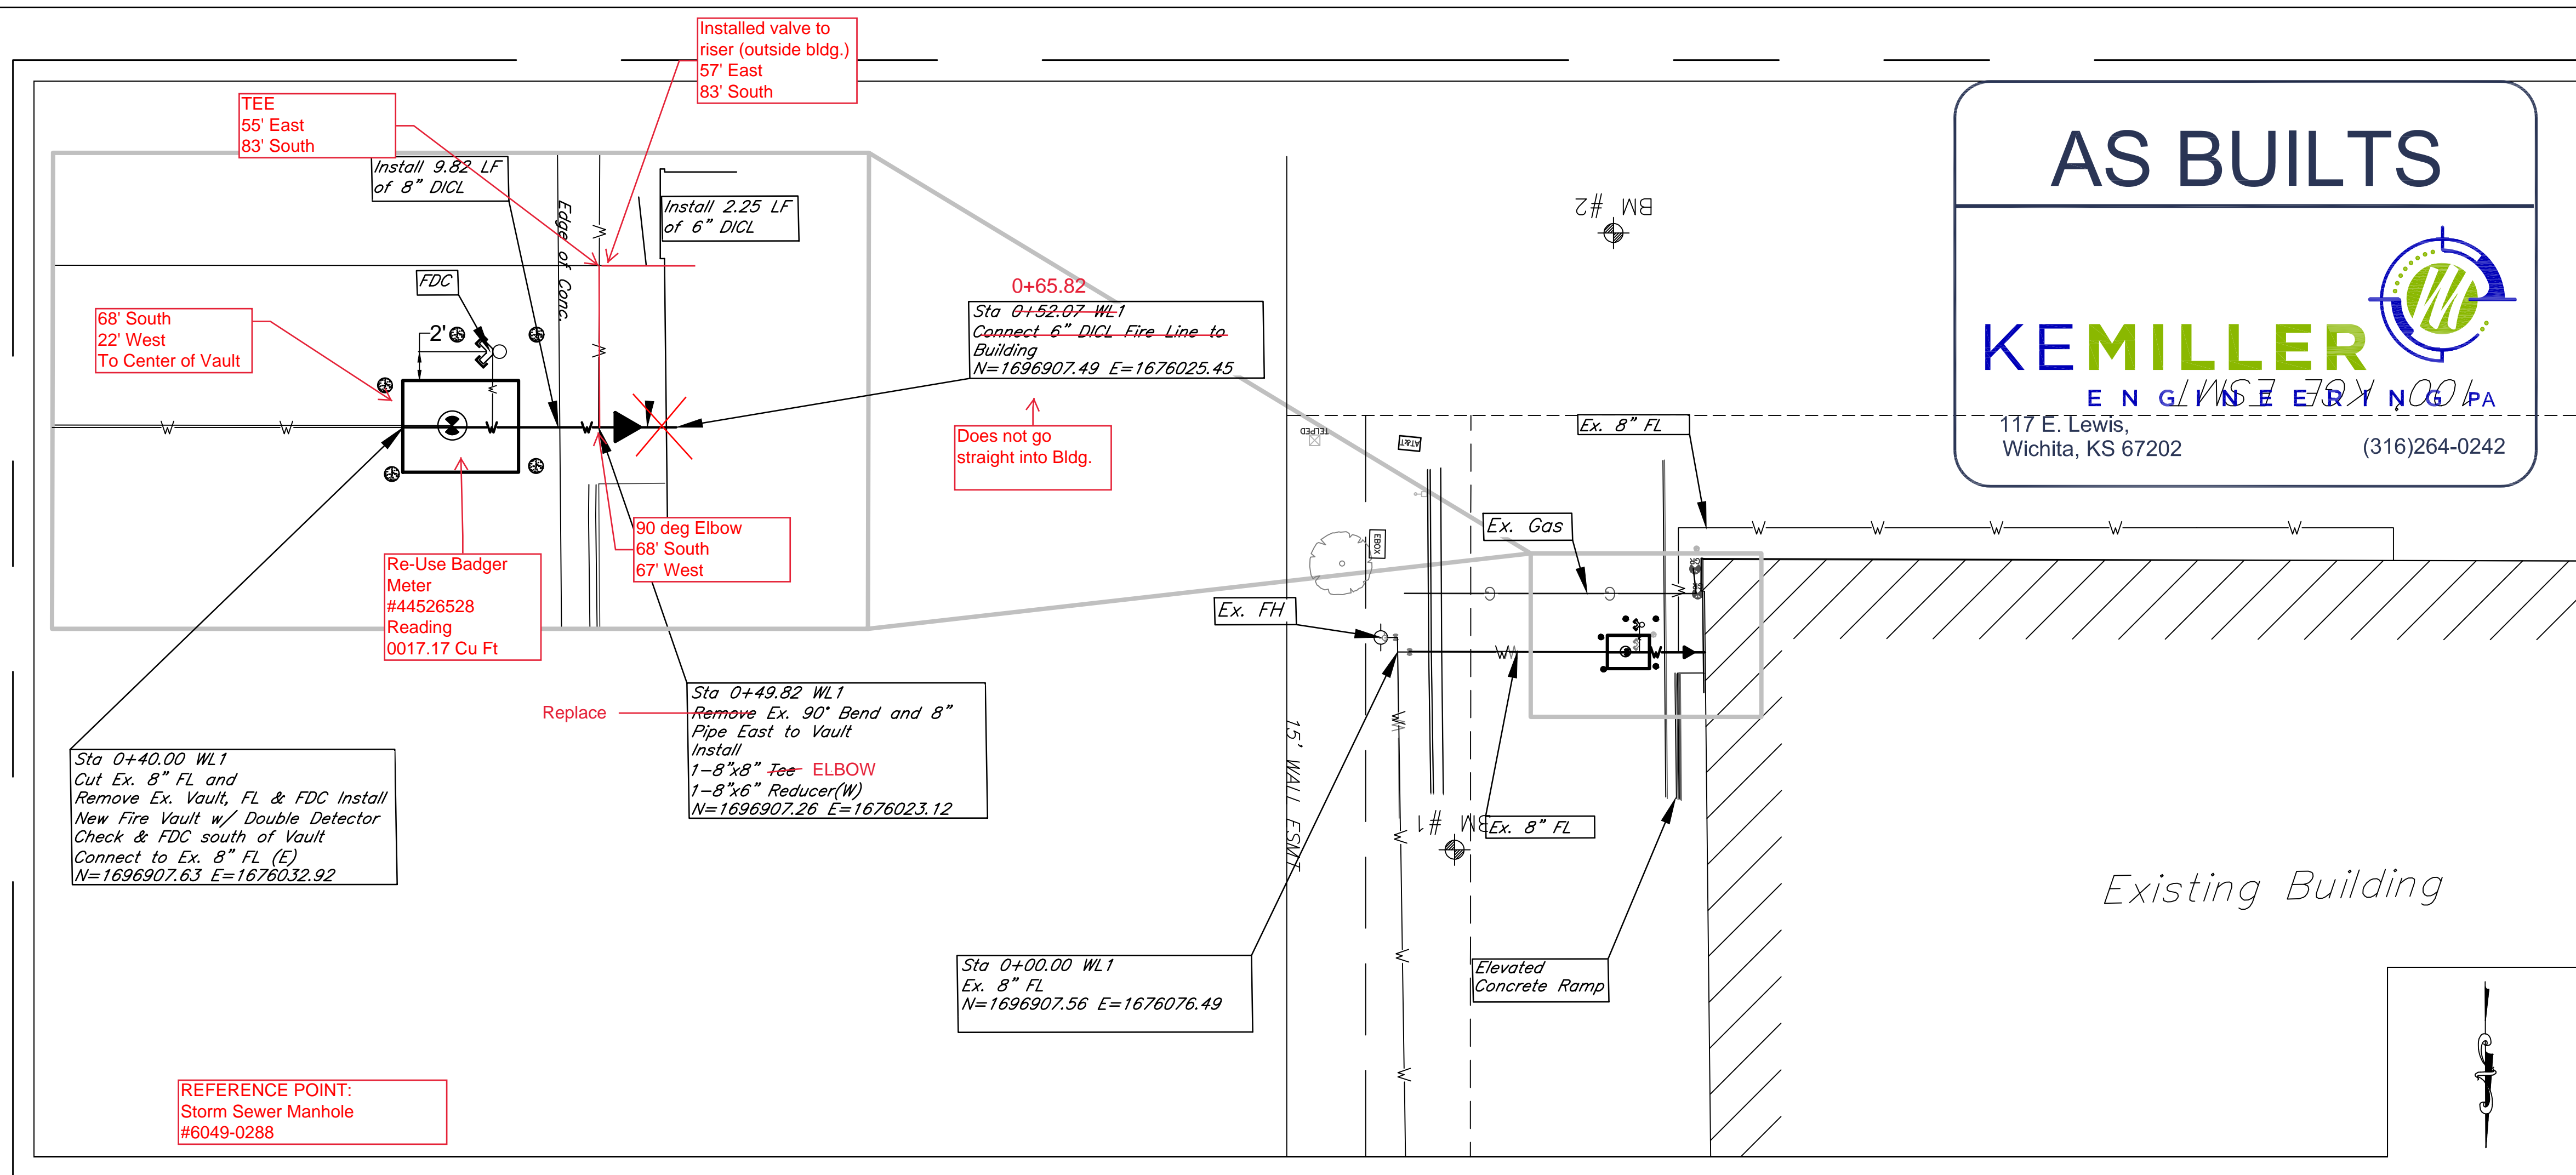 Installed valve to
riser (outside bldg.)
57' East
83' South
TEE
55' East
83' South
Install 9.82 LF
of 8" DICL
Edge of Conc.
Install 2.25 LF
of 6" DICL
FDC
2'
68' South
22' West
To Center of Vault
W
W
W
W
W
W
W
0+65.82
Sta 0+52.07 WL1
Connect 6" DICL Fire Line to
Building
N=1696907.49 E=1676025.45
Does not go
straight into Bldg.
90 deg Elbow
68' South
67' West
Re-Use Badger
Meter
#44526528
Reading
0017.17 Cu Ft
Replace
Sta 0+49.82 WL1
Remove Ex. 90° Bend and 8"
Pipe East to Vault
Install
1-8"x8" Tee ELBOW
1-8"x6" Reducer(W)
N=1696907.26 E=1676023.12
Sta 0+40.00 WL1
Cut Ex. 8" FL and
Remove Ex. Vault, FL & FDC Install
New Fire Vault w/ Double Detector
Check & FDC south of Vault
Connect to Ex. 8" FL (E)
N=1696907.63 E=1676032.92
REFERENCE POINT:
Storm Sewer Manhole
#6049-0288
BM #2
TELPED
AT&T
EBOX
Ex. 8" FL
Ex. Gas
G
G
Ex. FH
W
W
W
W
W
W
W
W
W
W
W
W
W
15' WALL ESMT
BM #1
Ex. 8" FL
Sta 0+00.00 WL1
Ex. 8" FL
N=1696907.56 E=1676076.49
Elevated
Concrete Ramp
Existing Building
AS BUILTS
KEMILLER
ENGINEERING PA
100' KGE ESMT
117 E. Lewis,
Wichita, KS 67202
(316)264-0242